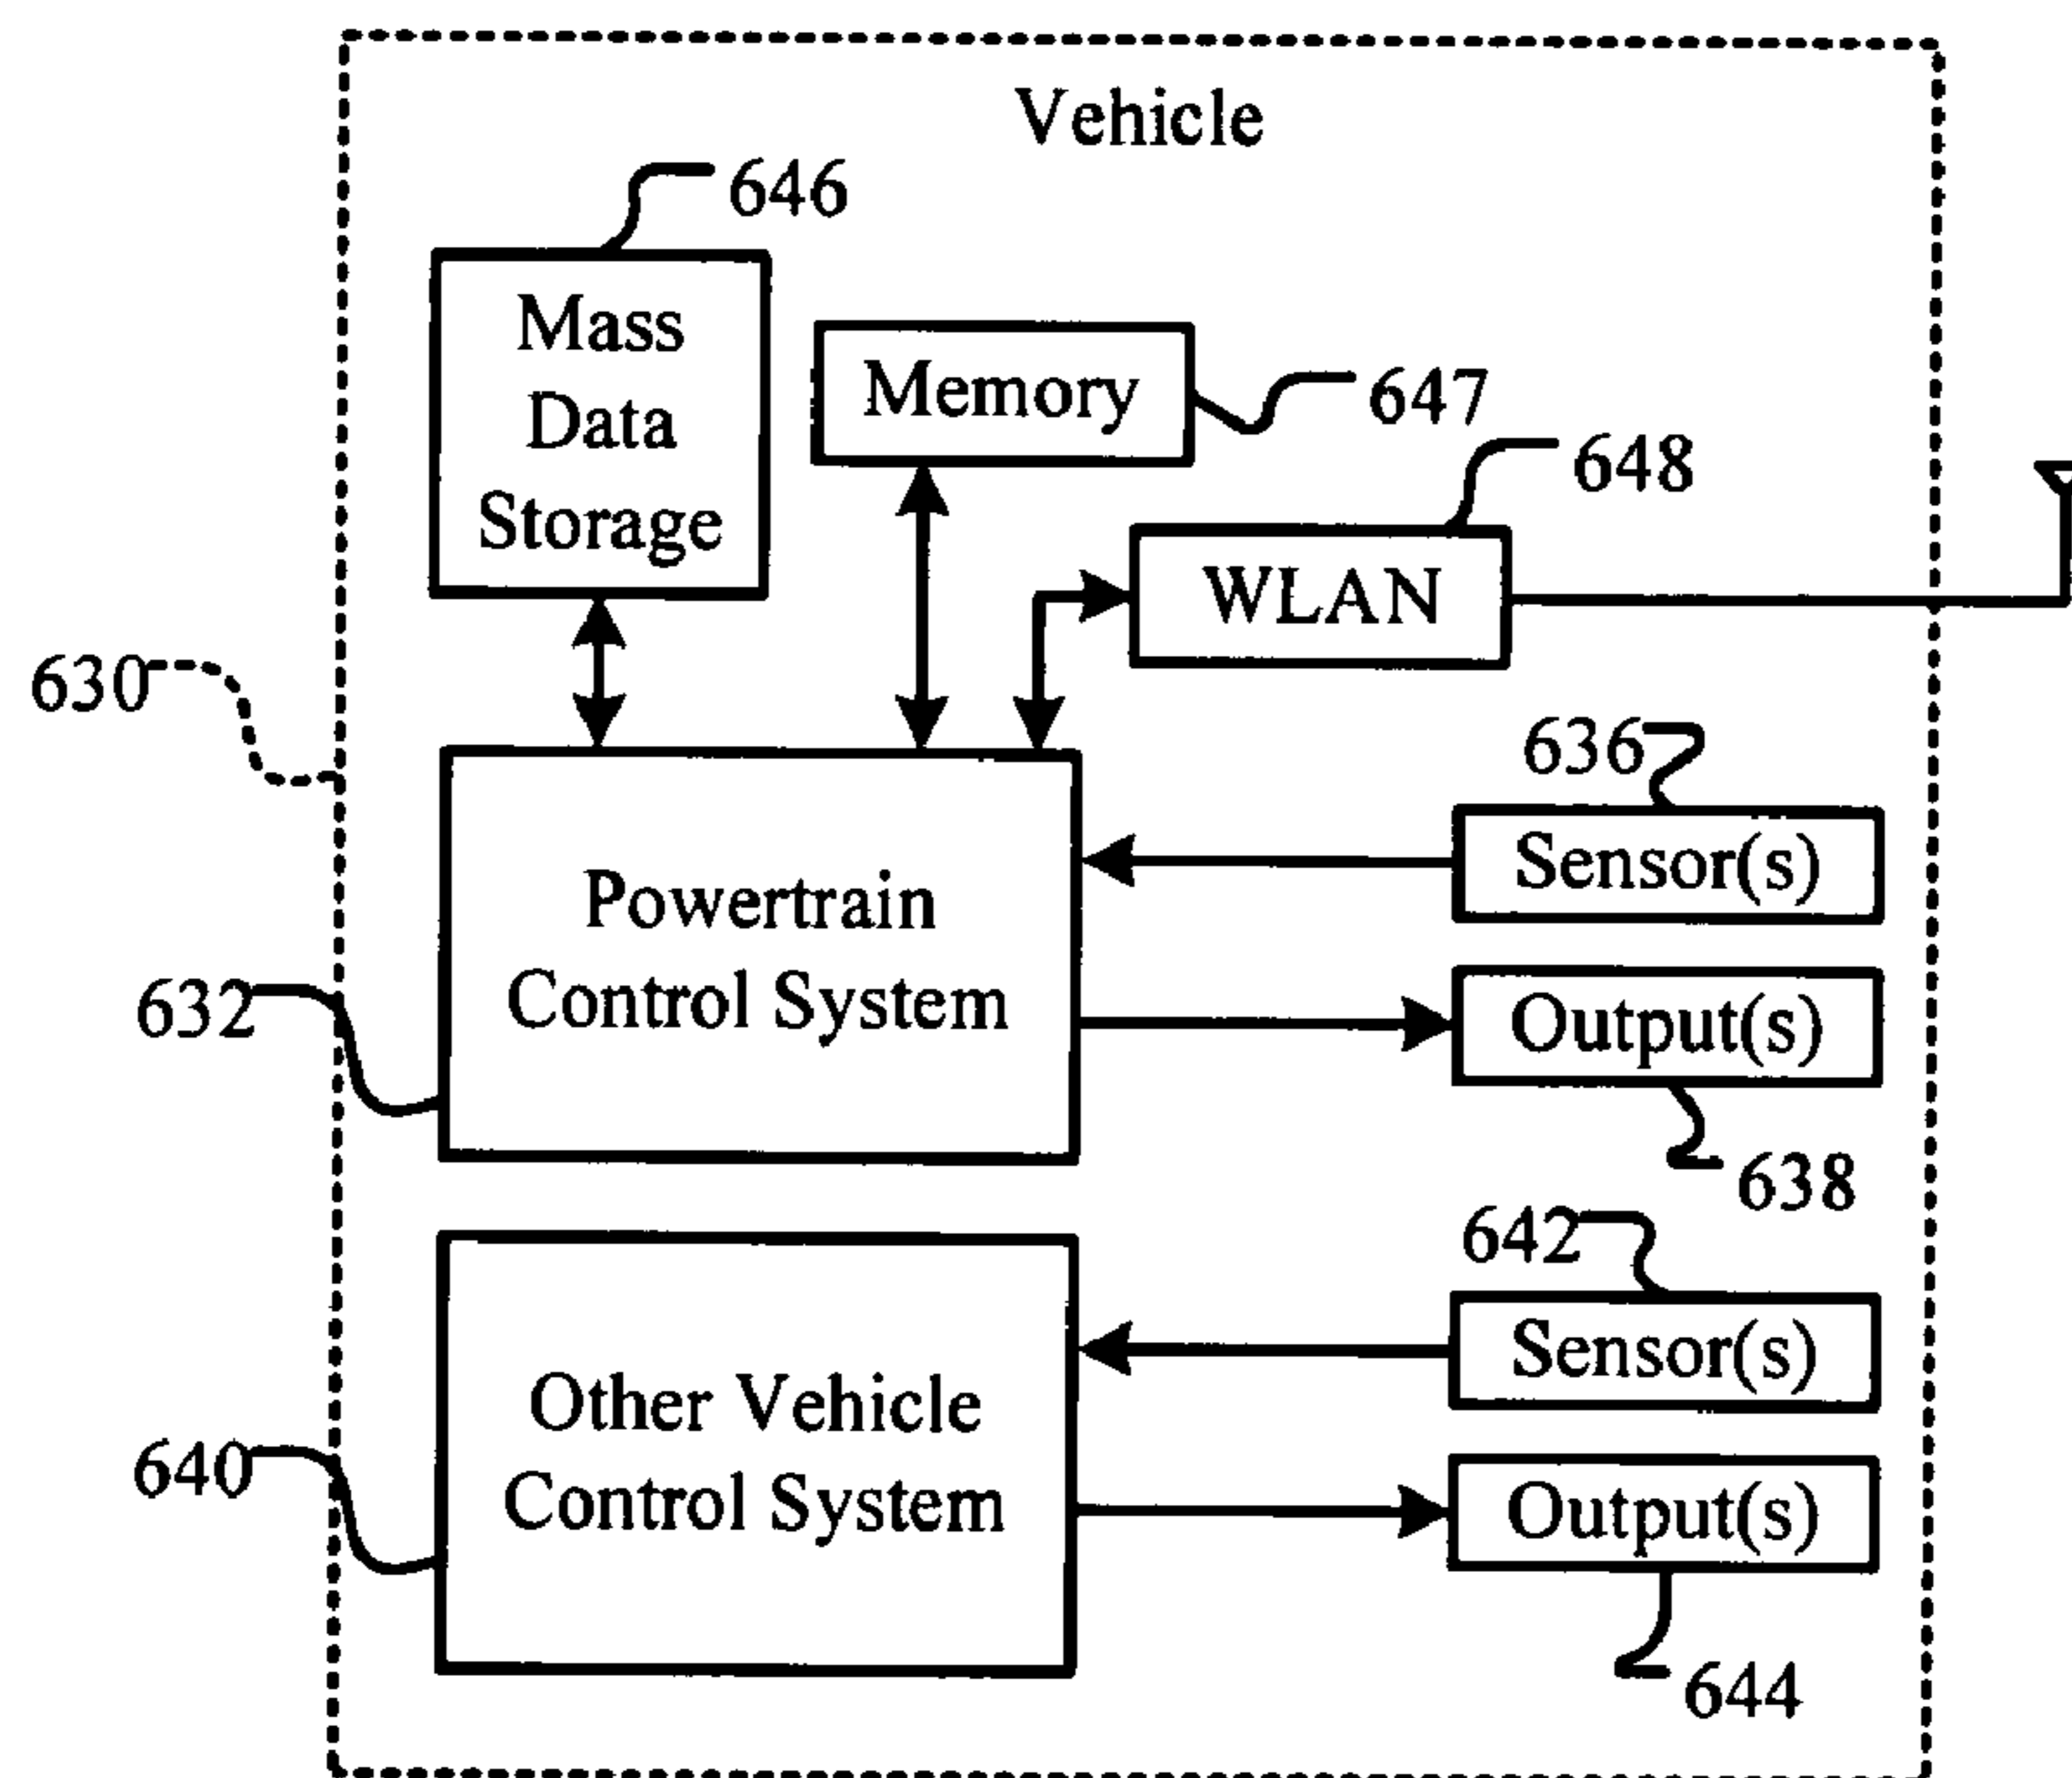 Vehicle
646
Mass
Data
Storage
Memory
647
648
WLAN
630
636
Sensor(s)
Powertrain
Control System
632
Output(s)
638
642
Sensor(s)
Other Vehicle
Control System
640
Output(s)
644